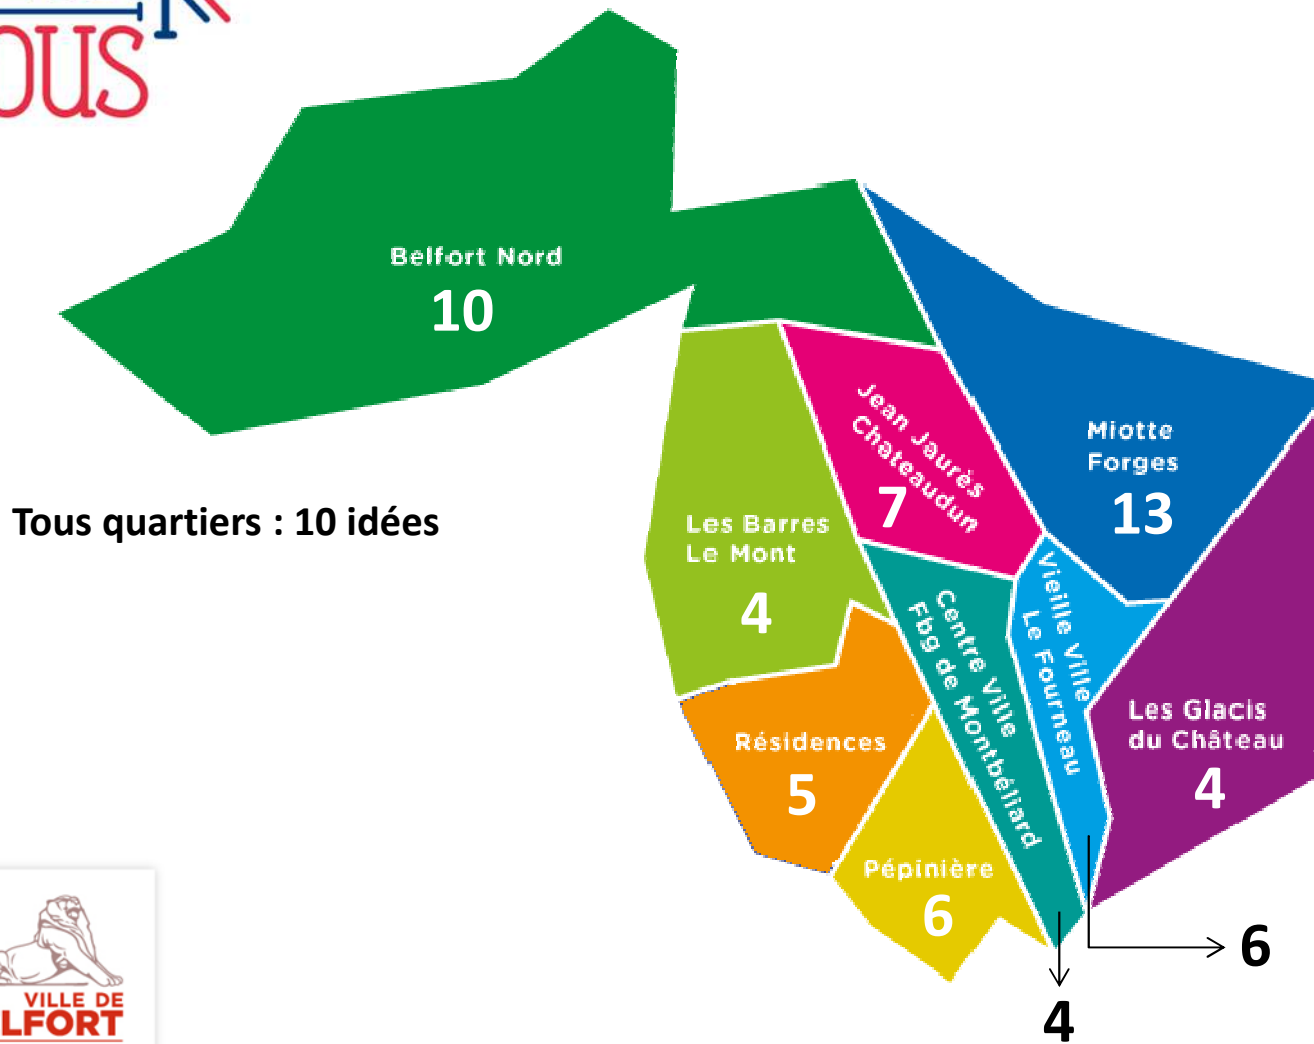 OUS
Belfort Nord
10
Jean Jaurès
Chateaudun
7
Miotte
Forges
13
Tous quartiers : 10 idées
Les Barres
Le Mont
4
Vieille Ville
Le Fourneau
Centre Ville
Fbg de Montbéliard
Les Glacis
du Château
4
Résidences
5
Pépinière
6
6
4
VILLE DE
LFORT